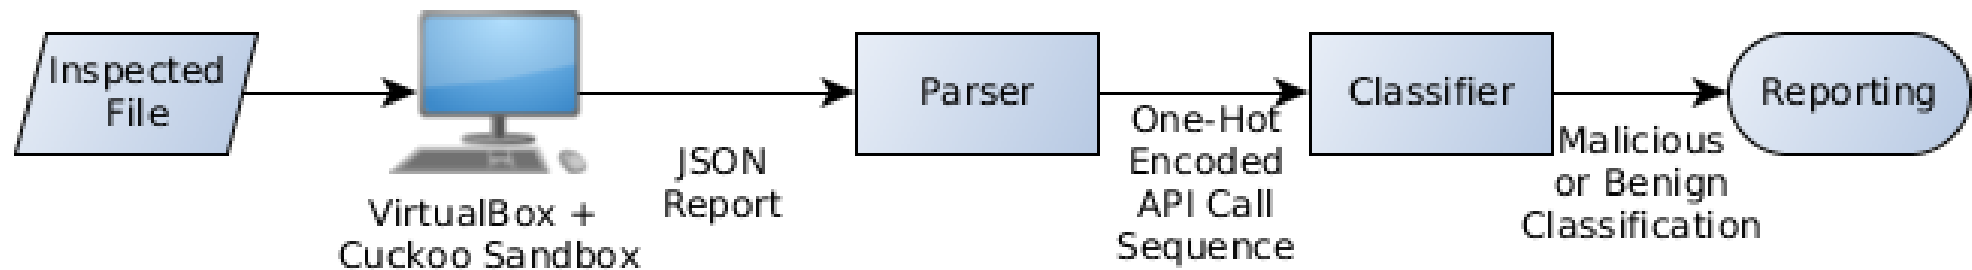 Inspected
File
VirtualBox +
Cuckoo Sandbox
JSON
Report
Parser
One-Hot
Encoded
API Call
Sequence
Classifier
Malicious
or Benign
Classification
Reporting